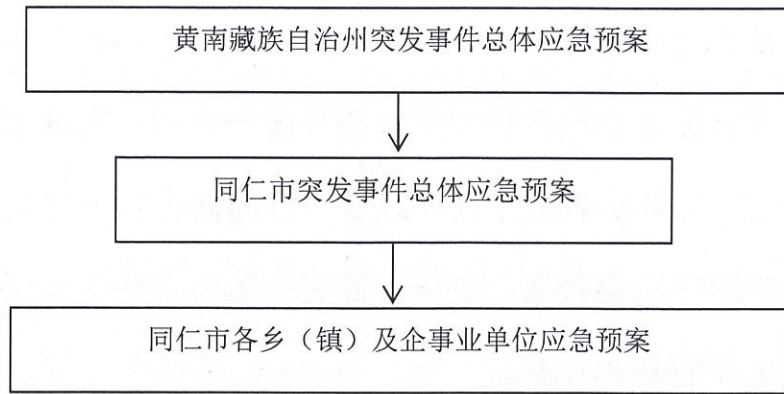 黄南藏族自治州突发事件总体应急预案
同仁市突发事件总体应急预案
同仁市各乡（镇）及企事业单位应急预案